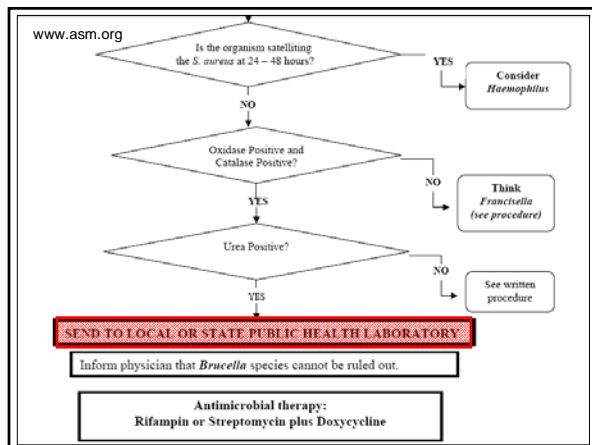 www.asm.org
Is the organism satelliting
the S. aureus at 24 – 48 hours?
YES
Consider
Haemophilus
NO
Oxidase Positive and
Catalase Positive?
NO
Think
Francisella
(see procedure)
YES
Urea Positive?
NO
See written
procedure
YES
SEND TO LOCAL OR STATE PUBLIC HEALTH LABORATORY
Inform physician that Brucella species cannot be ruled out.
Antimicrobial therapy:
Rifampin or Streptomycin plus Doxycycline